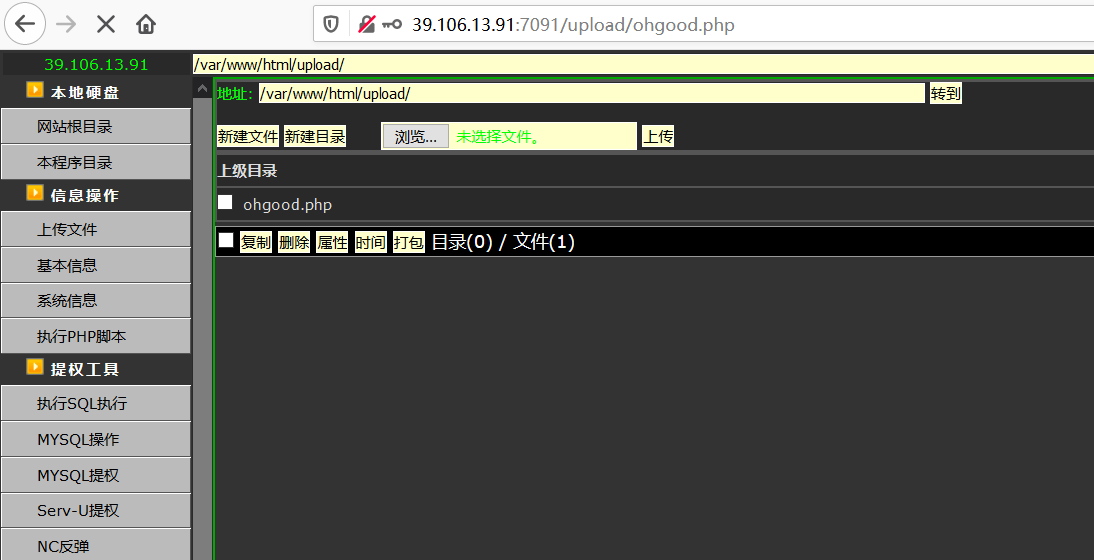 39.106.13.91:7091/upload/ohgood.php
39.106.13.91
/var/www/html/upload/
本地硬盘
网站根目录
本程序目录
信息操作
上传文件
基本信息
系统信息
执行PHP脚本
提权工具
执行SQL执行
MYSQL操作
MYSQL提权
Serv-U提权
NC反弹
地址: /var/www/html/upload/ 转到
新建文件 新建目录 浏览... 未选择文件。 上传
上级目录
ohgood.php
复制 删除 属性 时间 打包 目录(0) / 文件(1)